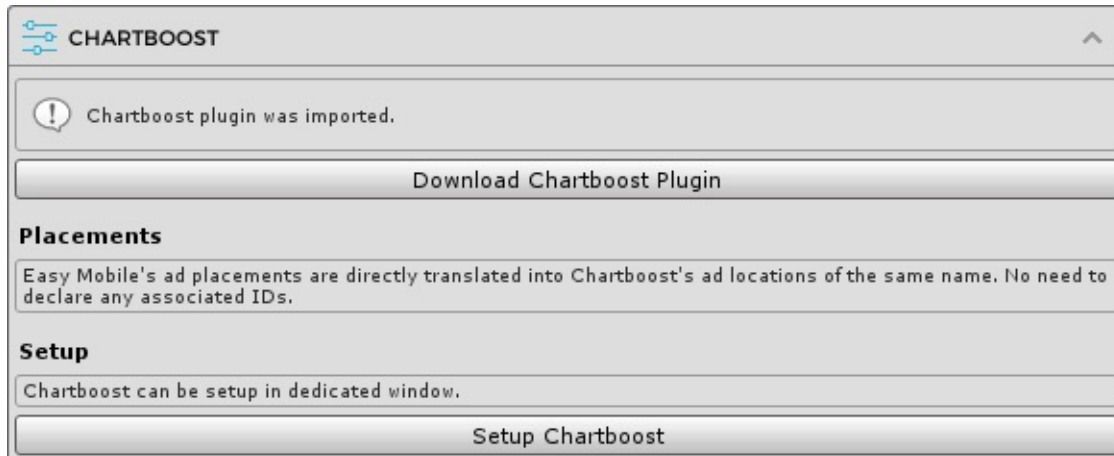 CHARTBOOST
Chartboost plugin was imported.
Download Chartboost Plugin
Placements
Easy Mobile's ad placements are directly translated into Chartboost's ad locations of the same name. No need to
declare any associated IDs.
Setup
Chartboost can be setup in dedicated window.
Setup Chartboost